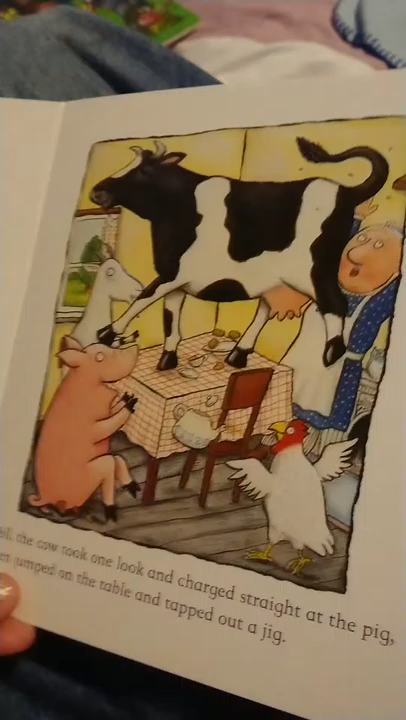 the cow took one look and charged straight at the pig,
jumped on the table and tapped out a jig.